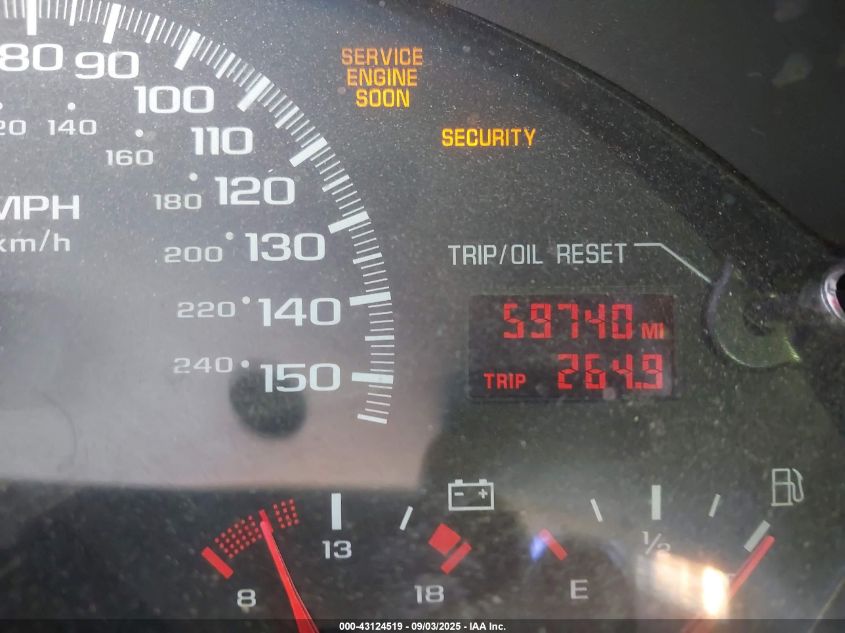 80
90
100
110
120
130
140
150
20
140
160
180
200
220
240
MPH
km/h
SERVICE
ENGINE
SOON
SECURITY
TRIP/OIL RESET
59740 MI
TRIP 264.9
8
13
18
E
1/2
000-43124519 - 09/03/2025 - IAA Inc.